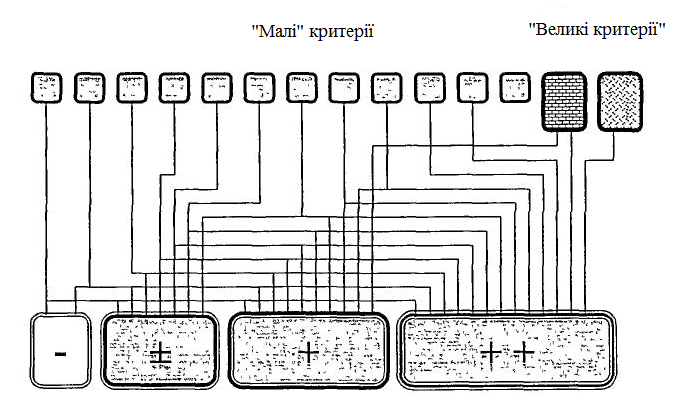 "Малі" критерії
"Великі критерії"
- ± + + +